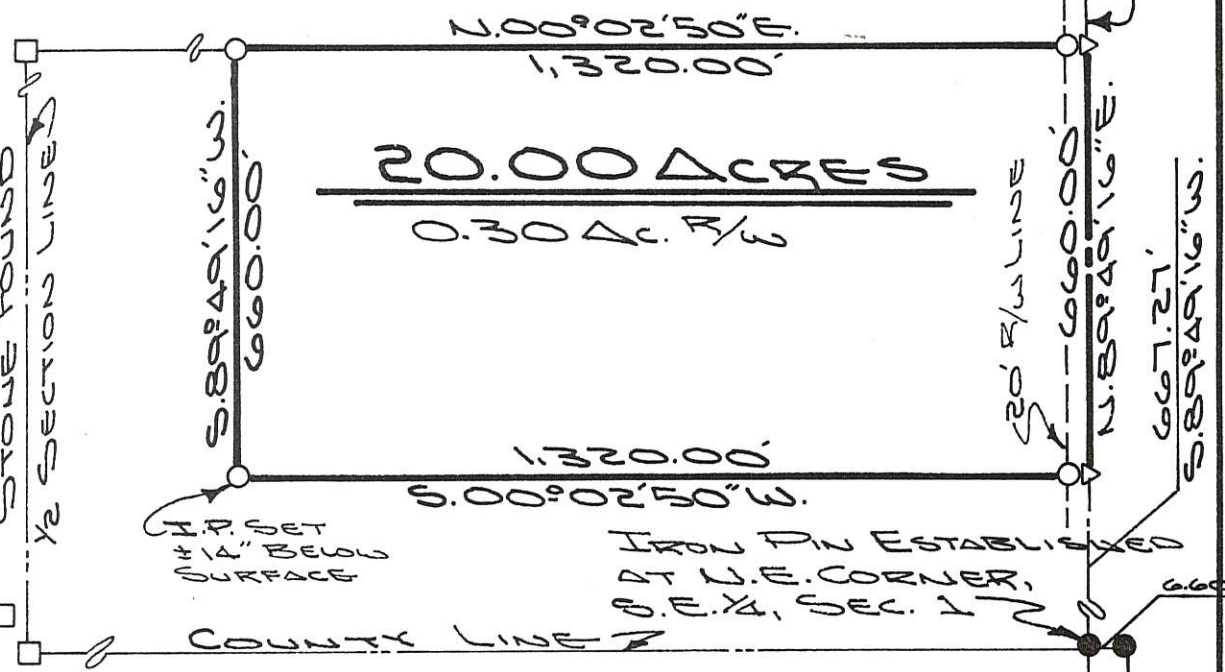 N.00°02'50"E.
1,320.00'
S.89°49'16"W.
660.00'
20.00 ACRES
0.30 AC. R/W
20' R/W LINE
660.00'
N.89°49'16"E.
667.27'
S.89°49'16"W.
STONE FOUND
1/2 SECTION LINE
1,320.00'
S.00°02'50"W.
I.P. SET
±14" BELOW
SURFACE
IRON PIN ESTABLISHED
AT N.E. CORNER,
S.E.¼, SEC. 1
COUNTY LINE